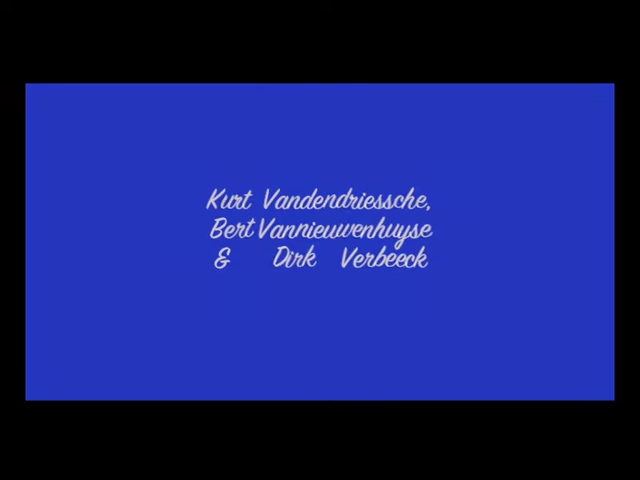 Kurt Vandendriessche,
Bert Vannieuwenhuyse
& Dirk Verbeeck